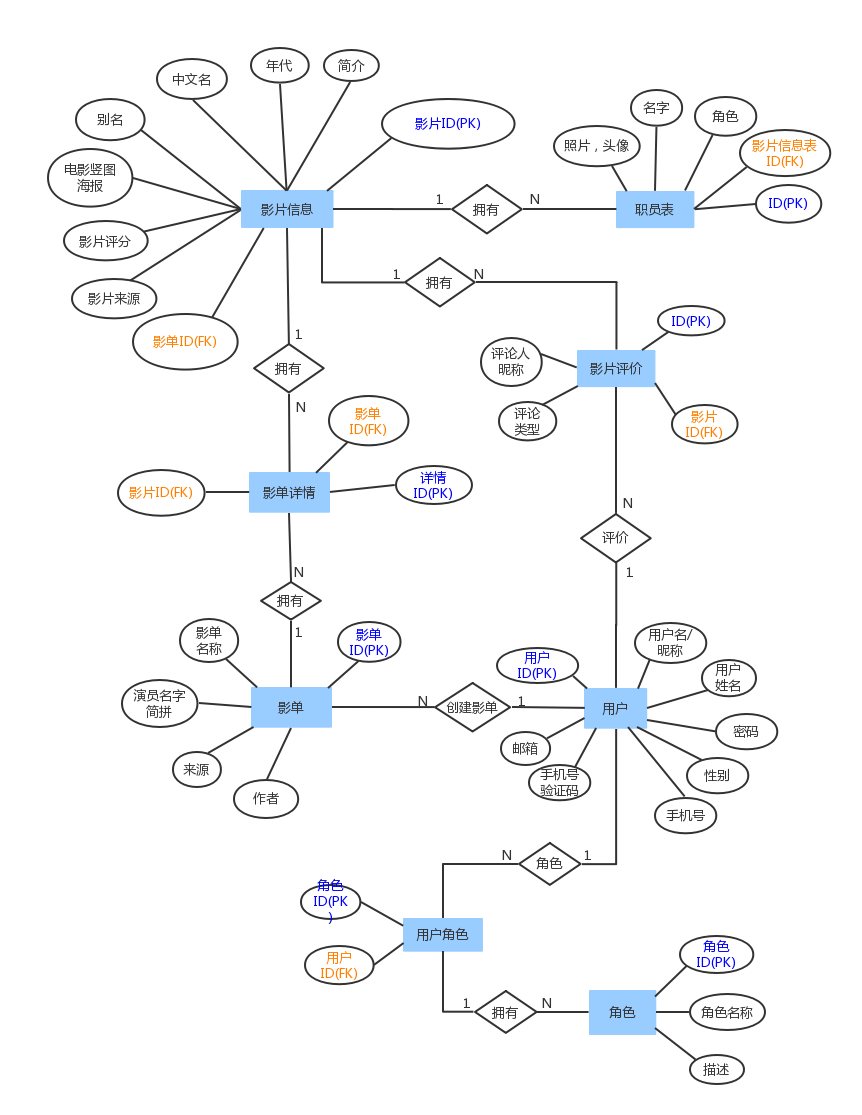 年代
简介
中文名
别名
影片ID(PK)
名字
角色
照片，头像
影片信息表
ID(FK)
电影竖图
海报
影片信息
1
拥有
N
职员表
ID(PK)
影片评分
1
拥有
N
影片来源
影单ID(FK)
1
拥有
N
ID(PK)
评论人
昵称
影片评价
评论
类型
影片
ID(FK)
影单
ID(FK)
影片ID(FK)
影单详情
详情
ID(PK)
N
评价
1
N
拥有
1
影单
名称
影单
ID(PK)
用户
ID(PK)
用户名/
昵称
用户
姓名
演员名字
简拼
影单
N
创建影单
1
用户
密码
来源
作者
邮箱
手机号
验证码
性别
手机号
N
角色
1
角色
ID(PK
)
用户角色
用户
ID(FK)
角色
ID(PK)
1
拥有
N
角色
角色名称
描述